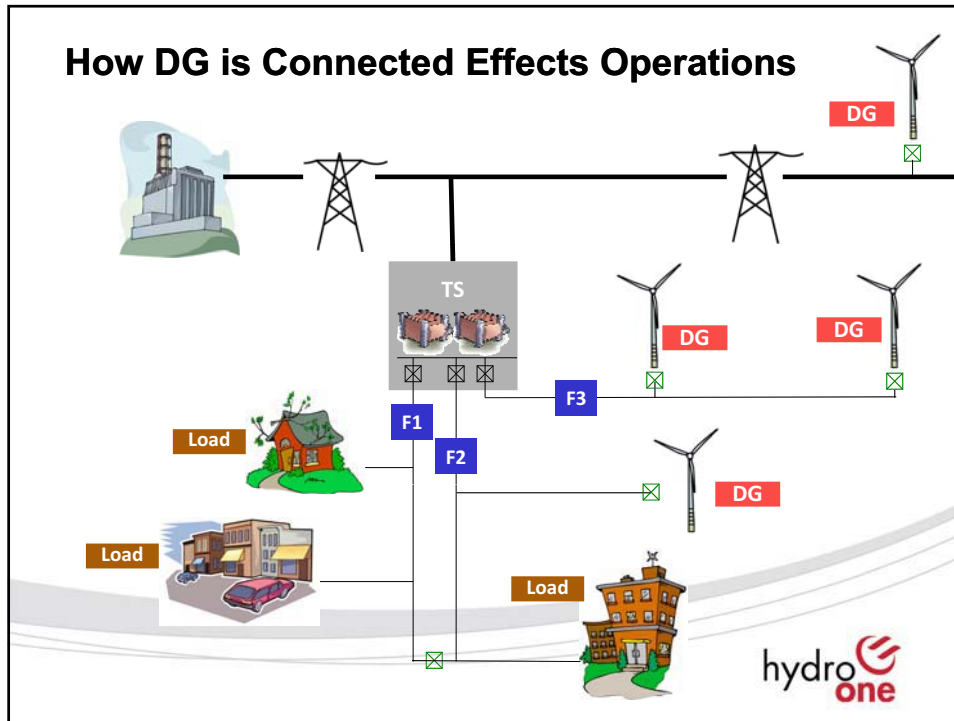 How DG is Connected Effects Operations
DG
TS
DG
DG
F3
F1
Load
F2
DG
Load
Load
hydro
one